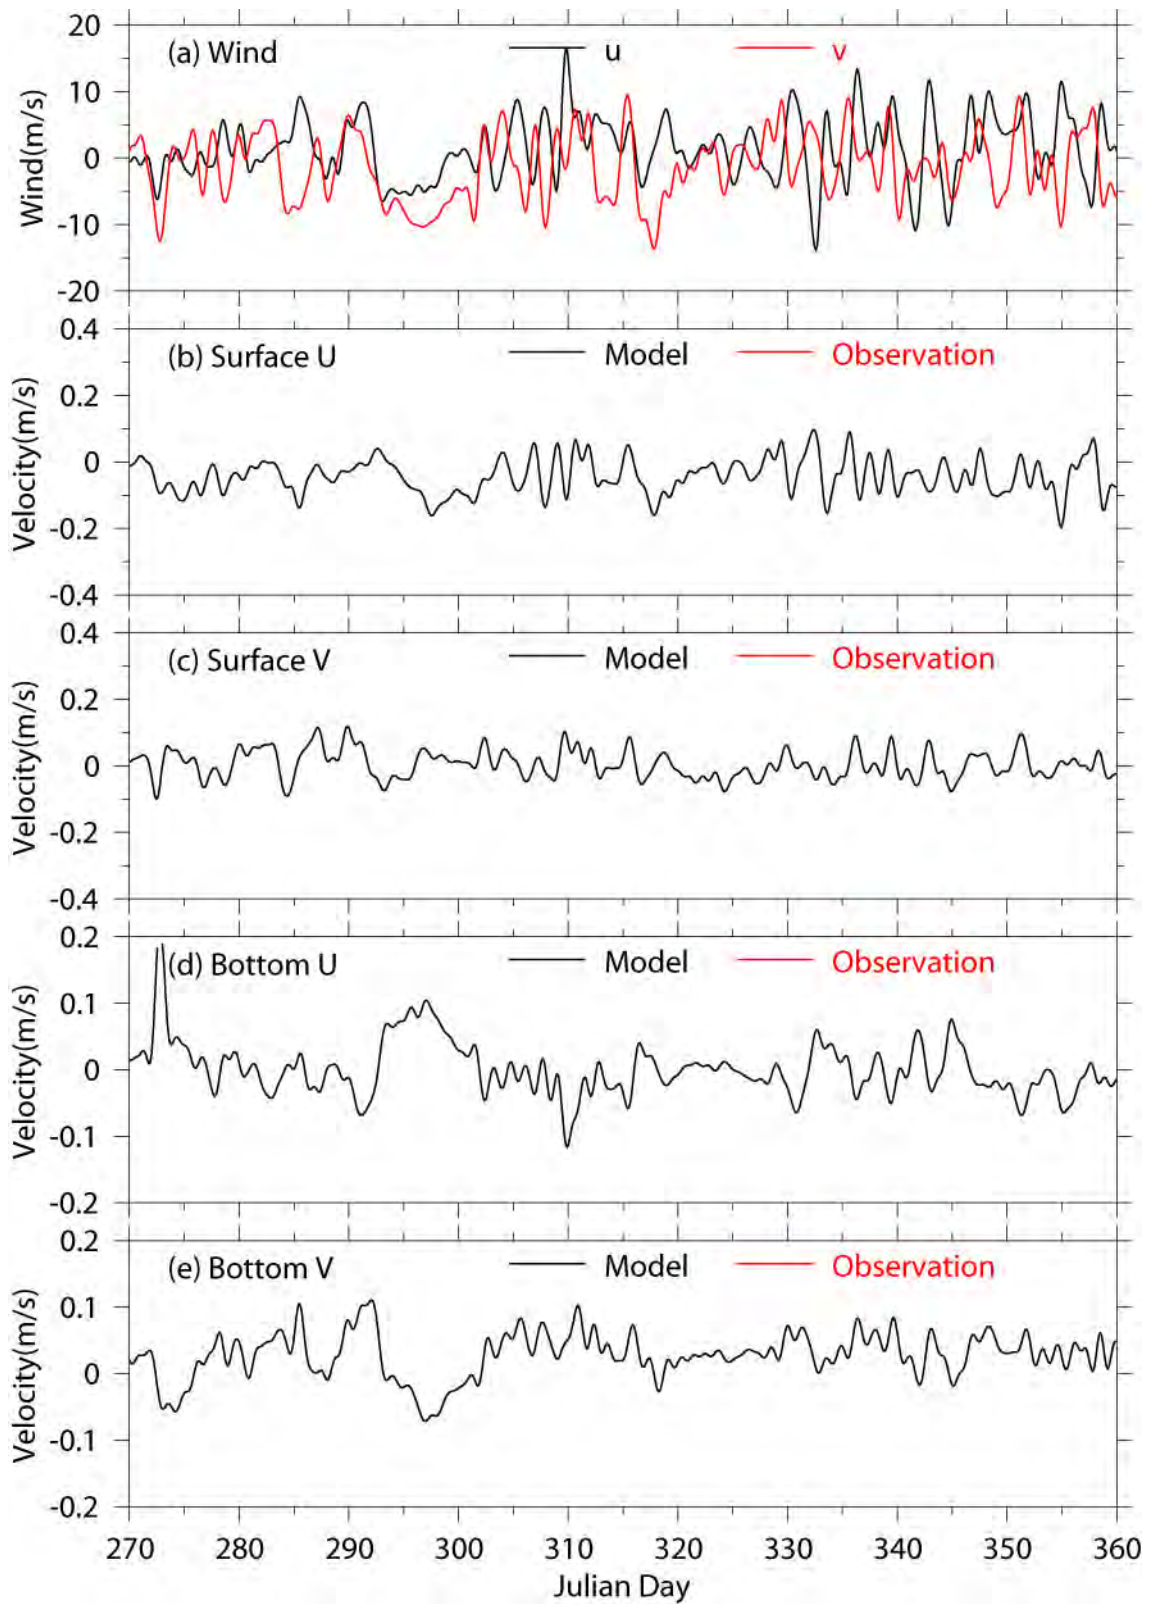 20
(a) Wind u v
10
0
-10
-20
Wind(m/s)
0.4
(b) Surface U Model Observation
0.2
0
-0.2
-0.4
Velocity(m/s)
0.4
(c) Surface V Model Observation
0.2
0
-0.2
-0.4
Velocity(m/s)
0.2
(d) Bottom U Model Observation
0.1
0
-0.1
-0.2
Velocity(m/s)
0.2
(e) Bottom V Model Observation
0.1
0
-0.1
-0.2
Velocity(m/s)
270 280 290 300 310 320 330 340 350 360
Julian Day